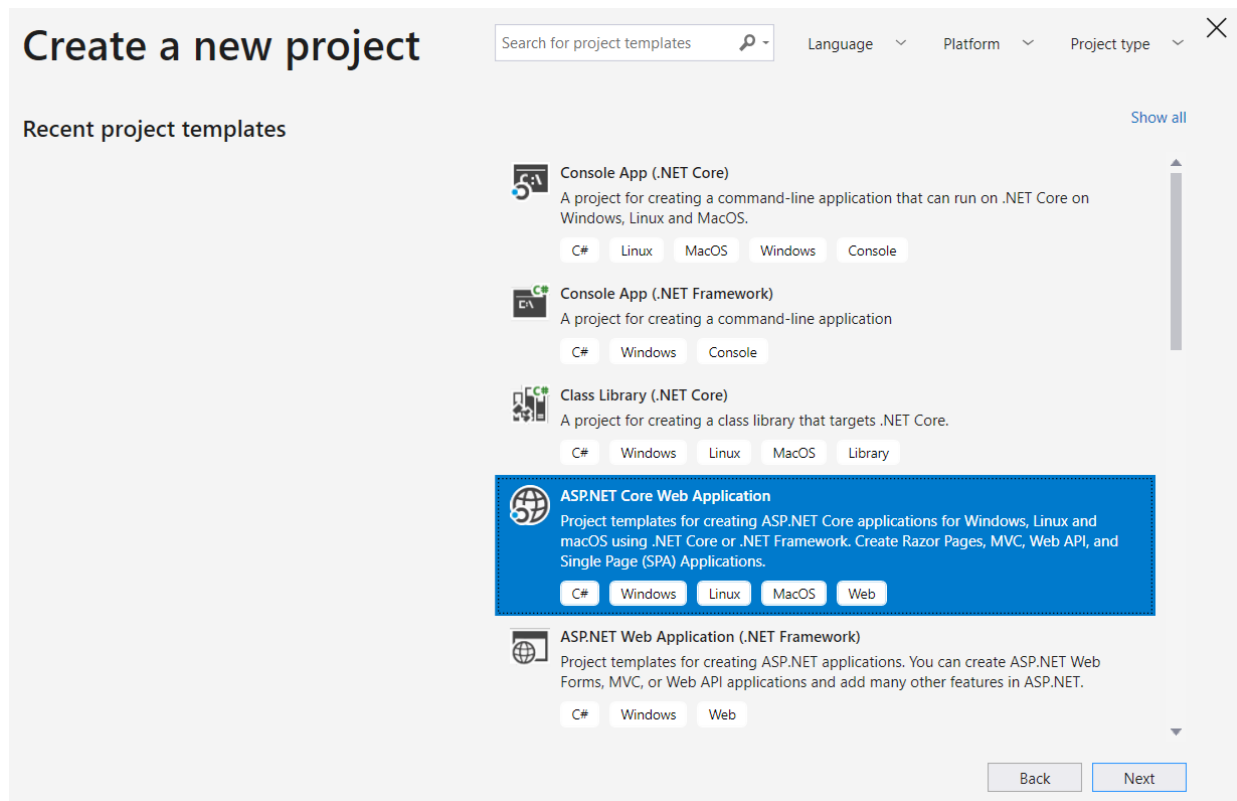 Create a new project
Search for project templates
Language
Platform
Project type
Recent project templates
Show all
Console App (.NET Core)
A project for creating a command-line application that can run on .NET Core on
Windows, Linux and MacOS.
C# Linux MacOS Windows Console
Console App (.NET Framework)
A project for creating a command-line application
C# Windows Console
Class Library (.NET Core)
A project for creating a class library that targets .NET Core.
C# Windows Linux MacOS Library
ASP.NET Core Web Application
Project templates for creating ASP.NET Core applications for Windows, Linux and
macOS using .NET Core or .NET Framework. Create Razor Pages, MVC, Web API, and
Single Page (SPA) Applications.
C# Windows Linux MacOS Web
ASP.NET Web Application (.NET Framework)
Project templates for creating ASP.NET applications. You can create ASP.NET Web
Forms, MVC, or Web API applications and add many other features in ASP.NET.
C# Windows Web
Back Next